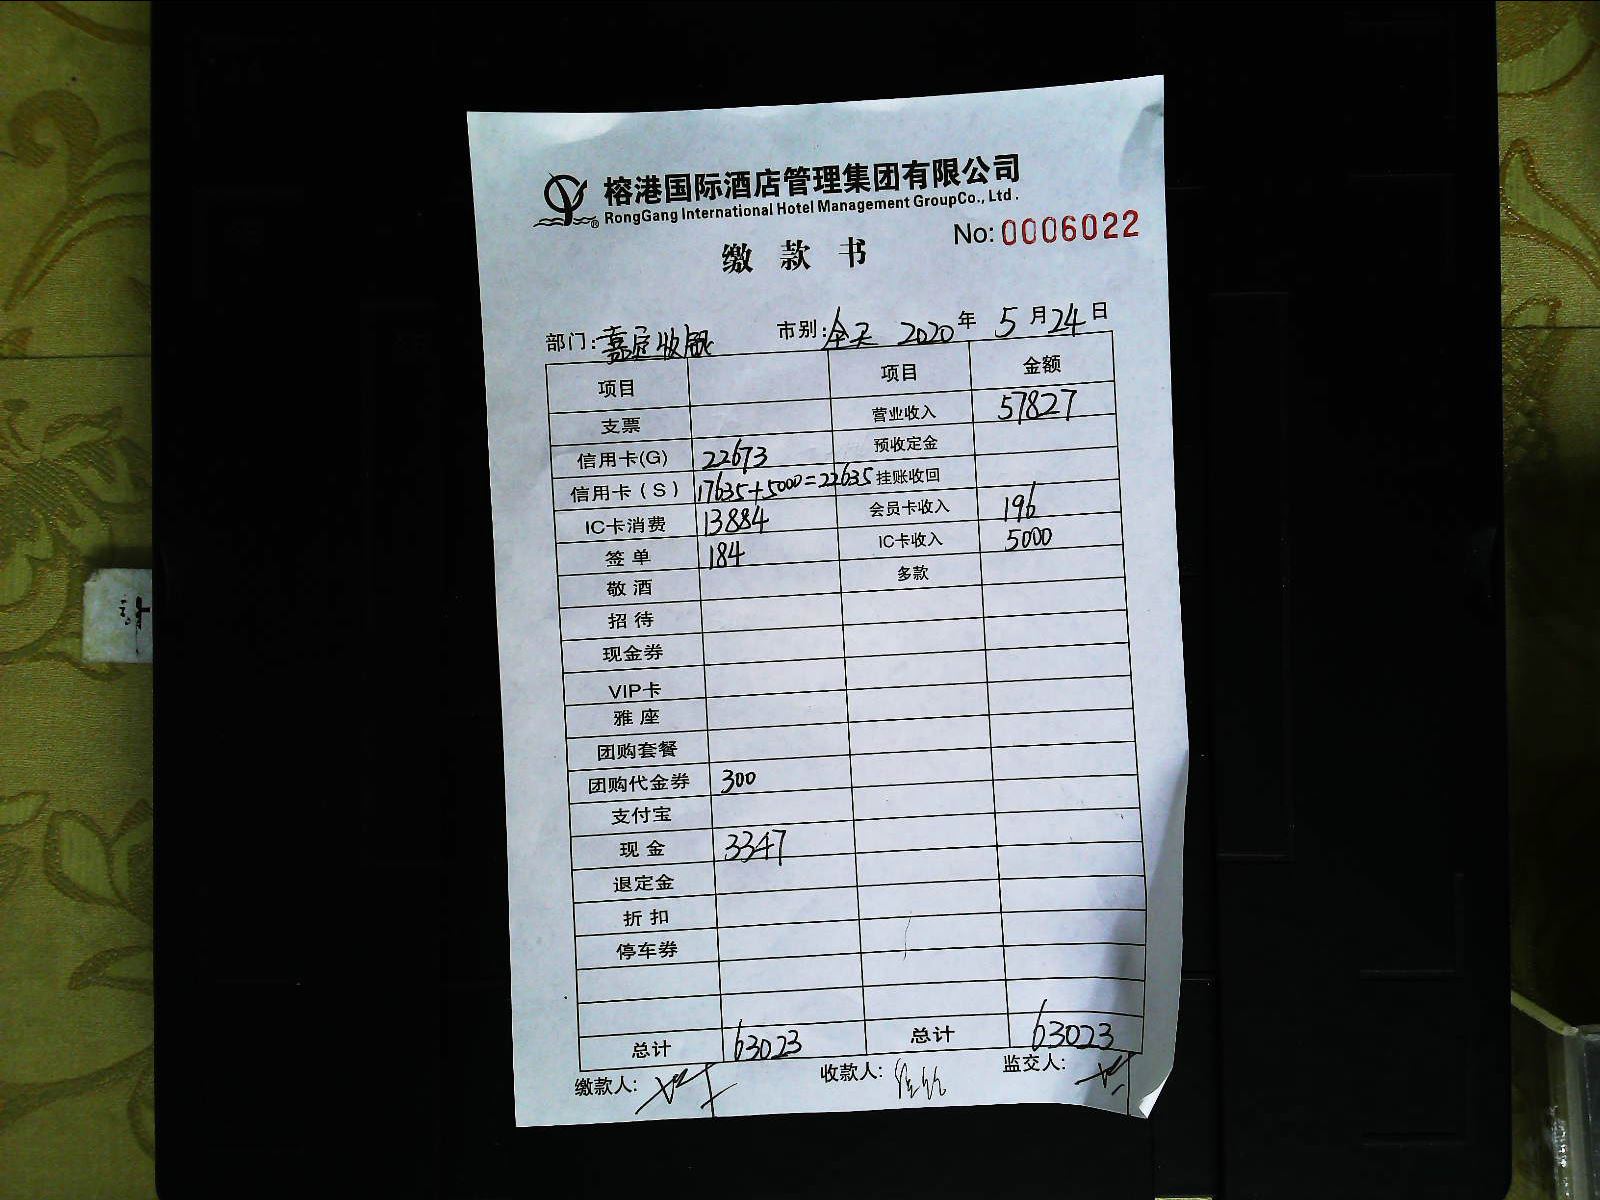 榕港国际酒店管理集团有限公司
RongGang International Hotel Management GroupCo., Ltd .
No: 0006022
缴 款 书
部门: 嘉定收银 市别: 全天 2020 年 5 月 24 日
项目 项目 金额
支票 营业收入 57827
信用卡(G) 22673 预收定金
信用卡(S) 17635+5000=22635 挂账收回
IC卡消费 13884 会员卡收入 196
签 单 184 IC卡收入 5000
敬 酒 多款
招 待
现金券
VIP卡
雅 座
团购套餐
团购代金券 300
支付宝
现 金 3347
退定金
折 扣
停车券
总计 63023 总计 63023
缴款人: 收款人: 监交人: